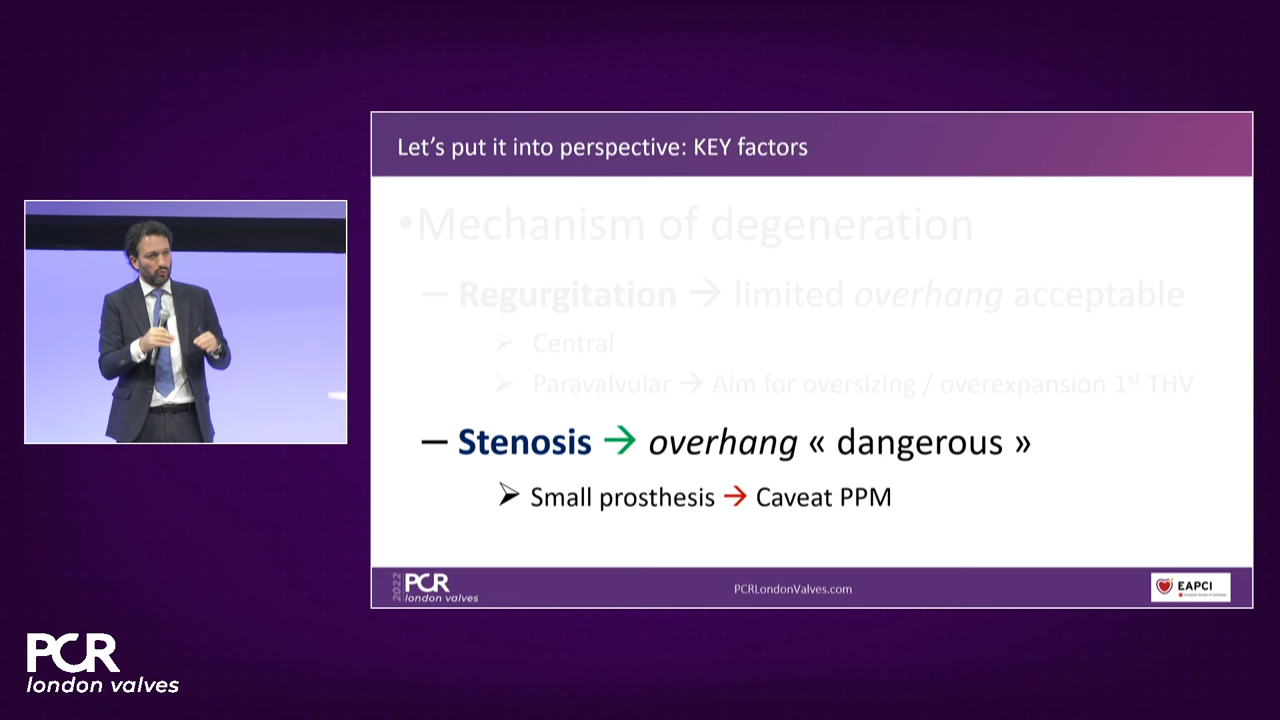 Let's put it into perspective: KEY factors
•Mechanism of degeneration
– Regurgitation → limited overhang acceptable
➢ Central
➢ Paravalvular → Aim for oversizing / overexpansion 1st THV
– Stenosis → overhang « dangerous »
➢ Small prosthesis → Caveat PPM
2022
PCR
london valves
PCRLondonValves.com
EAPCI
PCR
london valves